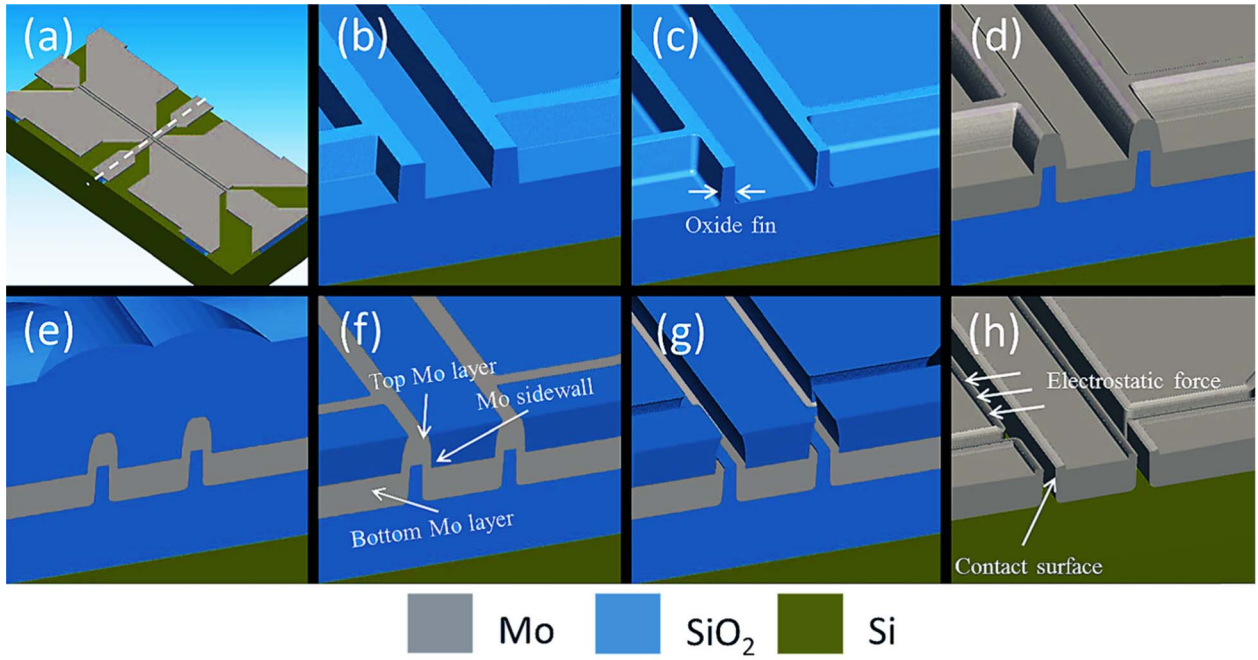 (a)
(b)
(c)
(d)
Oxide fin
(e)
(f)
(g)
(h)
Top Mo layer
Mo sidewall
Bottom Mo layer
Electrostatic force
Contact surface
Mo
SiO₂
Si